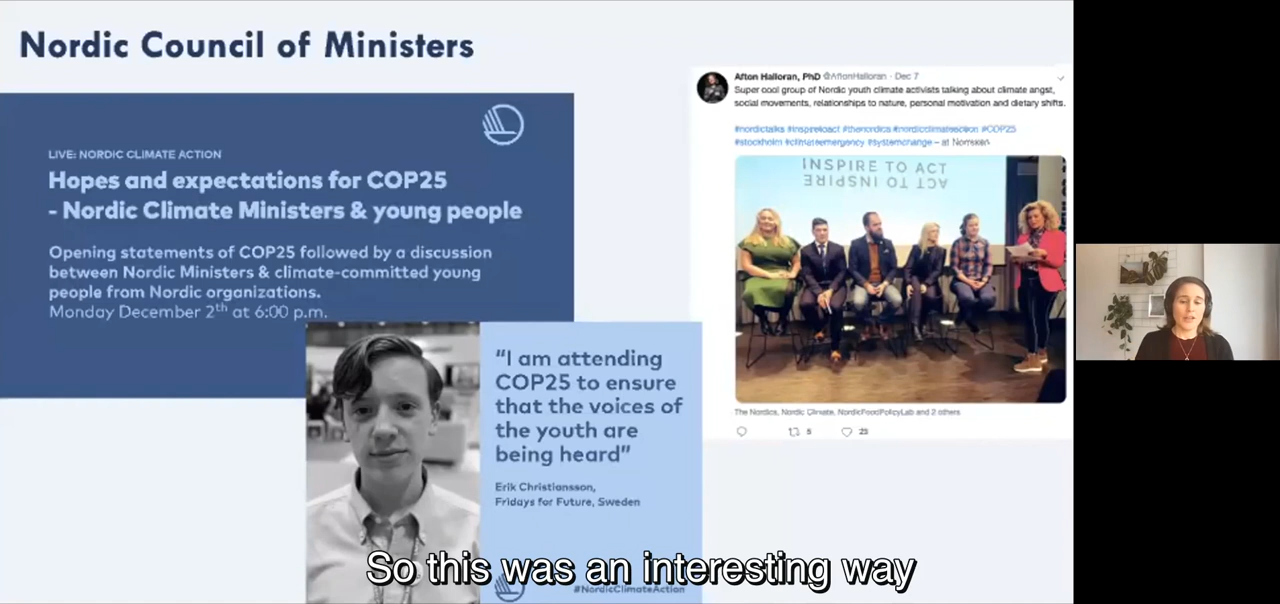 Nordic Council of Ministers
LIVE: NORDIC CLIMATE ACTION
Hopes and expectations for COP25
- Nordic Climate Ministers & young people
Opening statements of COP25 followed by a discussion
between Nordic Ministers & climate-committed young
people from Nordic organizations.
Monday December 2th at 6:00 p.m.
"I am attending
COP25 to ensure
that the voices of
the youth are
being heard"
Erik Christiansson,
Fridays for Future, Sweden
#NordicClimateAction
Afton Halloran, PhD @AftonHalloran · Dec 7
Super cool group of Nordic youth climate activists talking about climate angst,
social movements, relationships to nature, personal motivation and dietary shifts.
#nordictalks #inspiretoact #thenordics #nordicclimateaction #COP25
#stockholm #climateemergency #systemchange – at Norrsken
INSPIRE TO ACT
INSPIRE TO ACT
The Nordics, Nordic Climate, NordicFoodPolicyLab and 2 others
5 23
So this was an interesting way